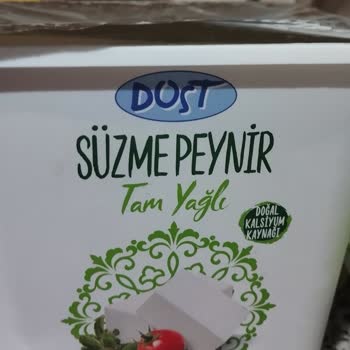 DOST
SÜZME PEYNİR
Tam Yağlı
DOĞAL
KALSİYUM
KAYNAĞI